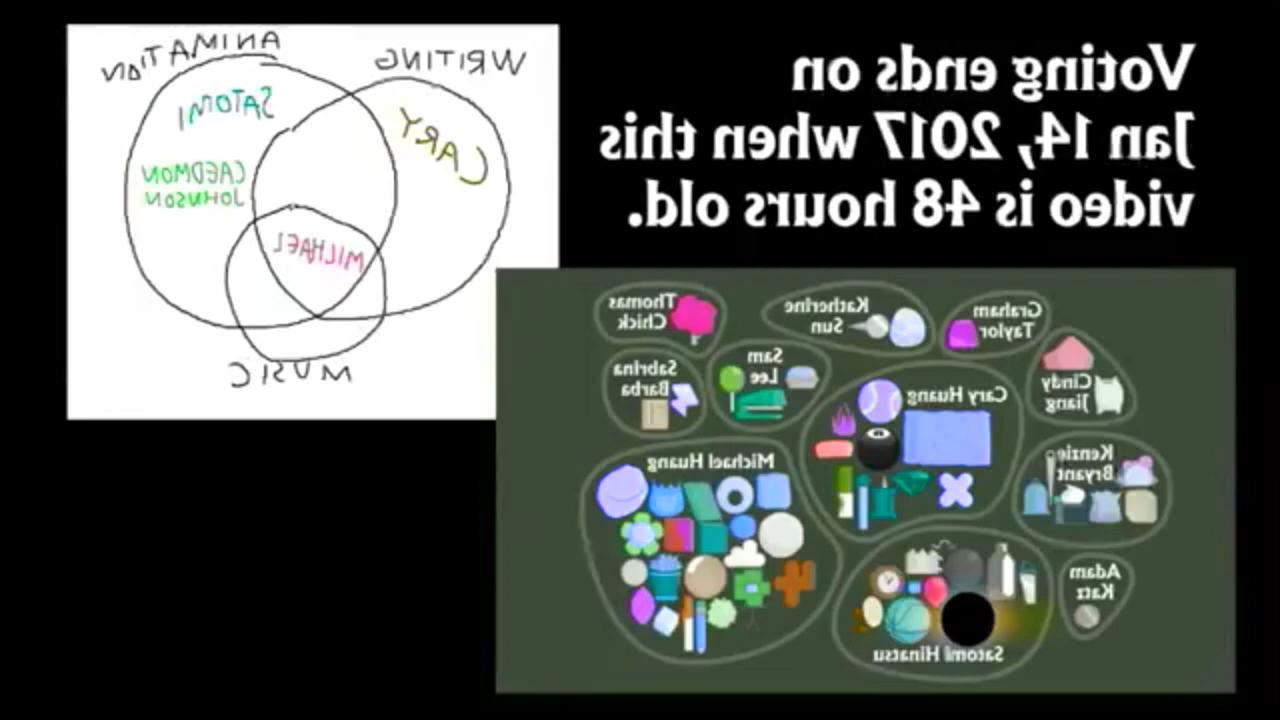 Voting ends on
Jan 14, 2017 when this
video is 48 hours old.
ANIMATION
WRITING
SATOMI
CARY
CAEDMON
JOHNSON
MICHAEL
MUSIC
Thomas
Chick
Katherine
Sun
Graham
Taylor
Sabrina
Barba
Sam
Lee
Cary Huang
Cindy
Jiang
Michael Huang
Kenzie
Bryant
Adam
Katz
Satomi Hinatsu